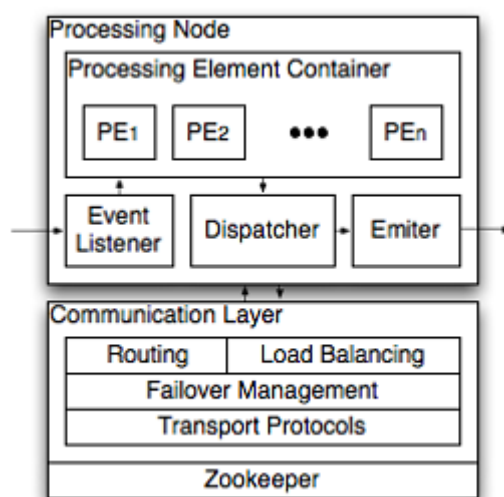 Processing Node
Processing Element Container
PE1 PE2 ••• PEn
Event Listener
Dispatcher
Emiter
Communication Layer
Routing
Load Balancing
Failover Management
Transport Protocols
Zookeeper